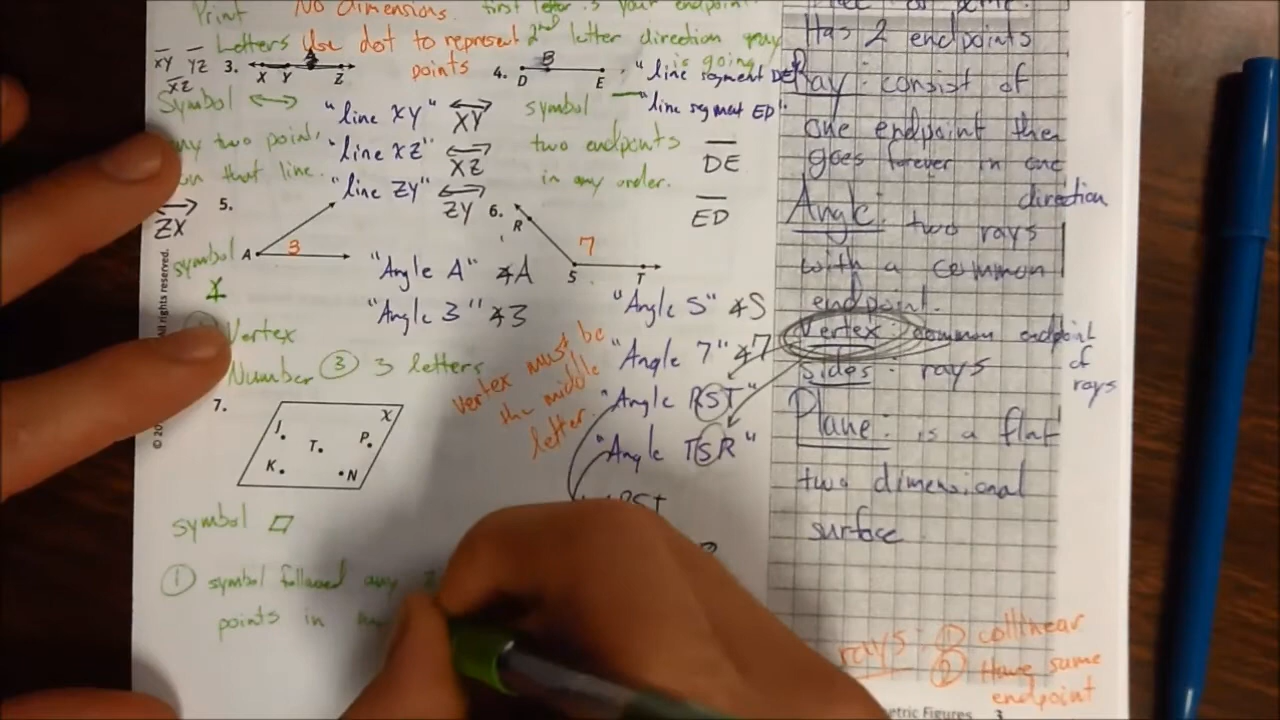 Print No Dimensions. first letter is your endpoint.
Letters Use dot to represent 2nd letter direction ray
points is going
XY YZ 3. X Y A Z 4. D B E "line segment DE"
XZ
Symbol ↔ "line XY" XY symbol — "line segment ED"
any two point, "line XZ" XZ two endpoints DE
on that line. "line ZY" ZY in any order. ED
ZX
5. A 3
6. R S T 7
symbol ∡ "Angle A" ∡A
"Angle 3" ∡3
Vertex
Number ③ 3 letters
"Angle S" ∡S
"Angle 7" ∡7
"Angle RST"
"Angle TSR"
RST
vertex must be
the middle
letter.
7. X J T P K N
symbol ▱
① symbol followed any
points in
All rights reserved.
Has 2 endpoints
Ray: consist of
one endpoint then
goes forever in one
direction
Angle: two rays
with a common
endpoint.
Vertex: common endpoint
of
rays
sides: rays
Plane: is a flat
two dimensional
surface
rays: ① collinear
② Have same
endpoint
etric Figures 3